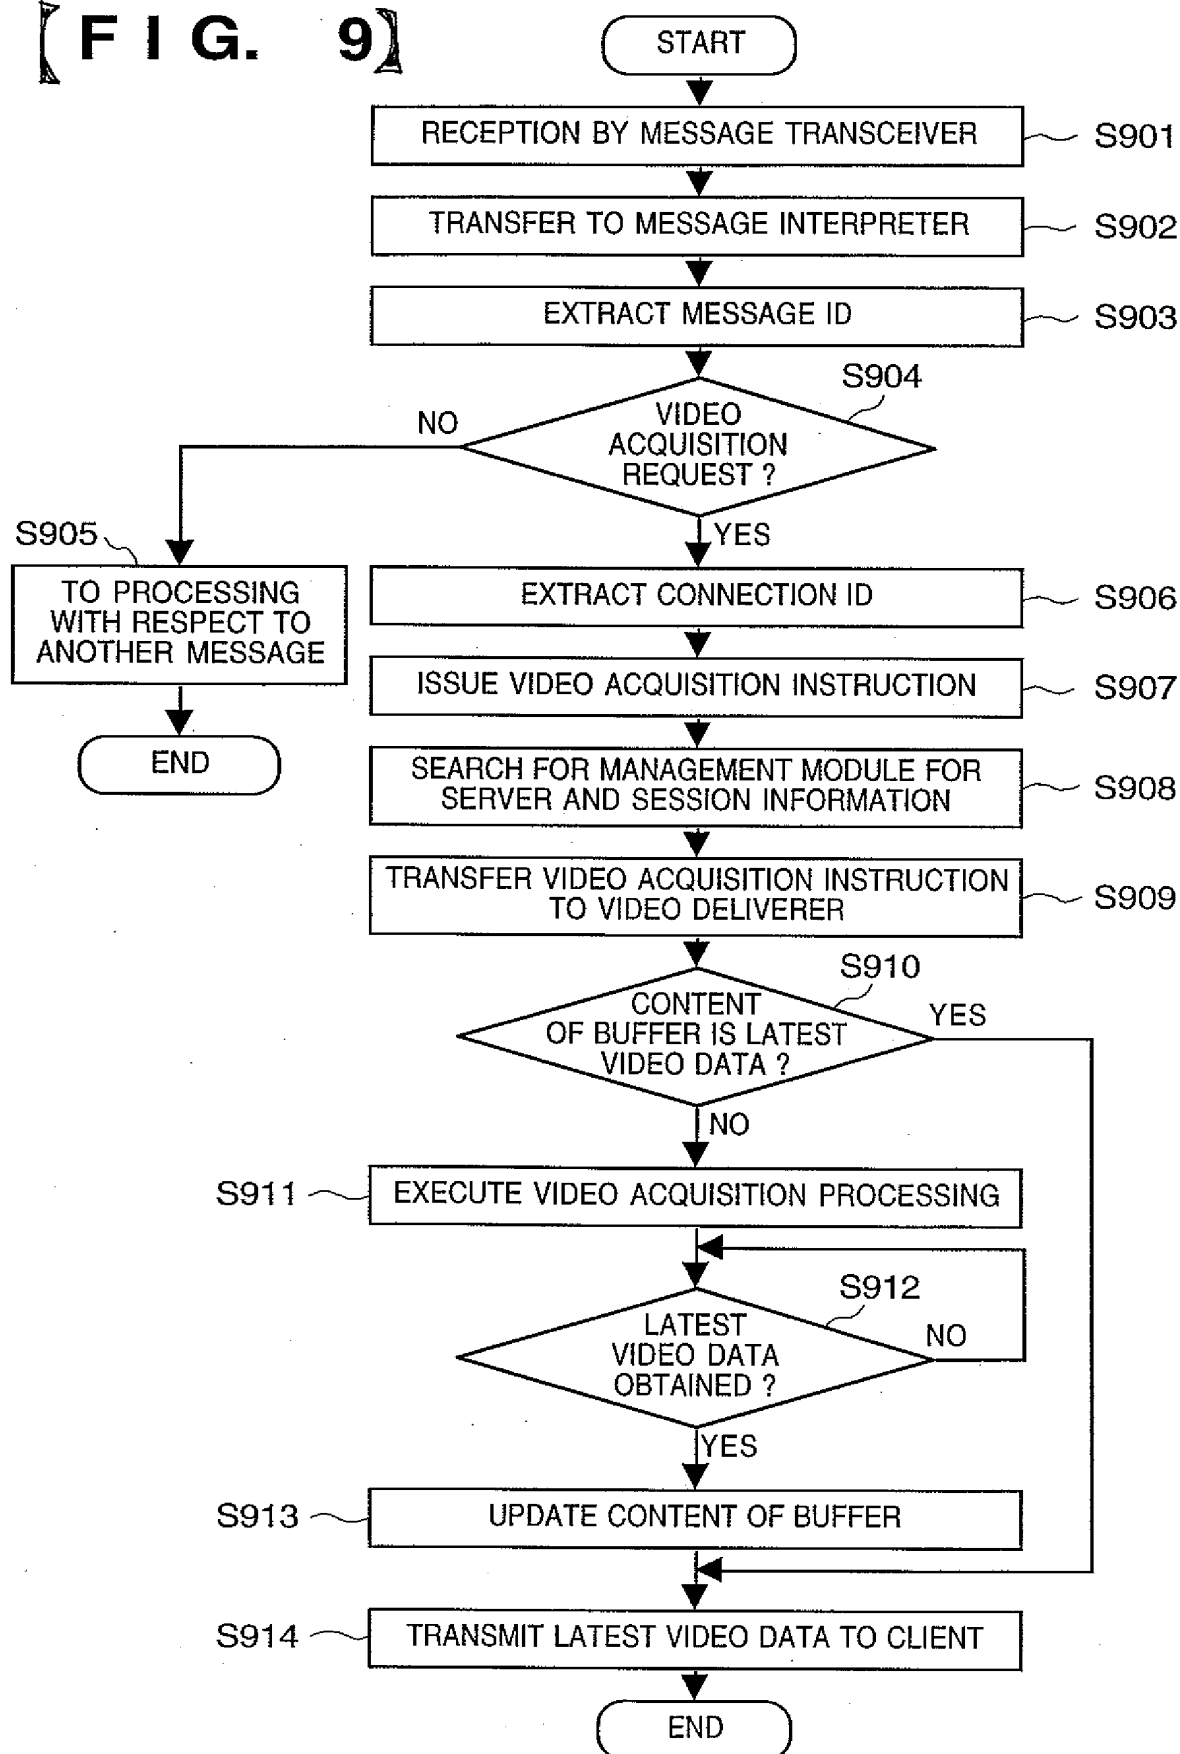 [FIG. 9]
START
RECEPTION BY MESSAGE TRANSCEIVER
S901
TRANSFER TO MESSAGE INTERPRETER
S902
EXTRACT MESSAGE ID
S903
S904
VIDEO
ACQUISITION
REQUEST ?
NO
YES
S905
TO PROCESSING
WITH RESPECT TO
ANOTHER MESSAGE
END
EXTRACT CONNECTION ID
S906
ISSUE VIDEO ACQUISITION INSTRUCTION
S907
SEARCH FOR MANAGEMENT MODULE FOR
SERVER AND SESSION INFORMATION
S908
TRANSFER VIDEO ACQUISITION INSTRUCTION
TO VIDEO DELIVERER
S909
S910
CONTENT
OF BUFFER IS LATEST
VIDEO DATA ?
YES
NO
S911
EXECUTE VIDEO ACQUISITION PROCESSING
S912
LATEST
VIDEO DATA
OBTAINED ?
NO
YES
S913
UPDATE CONTENT OF BUFFER
S914
TRANSMIT LATEST VIDEO DATA TO CLIENT
END